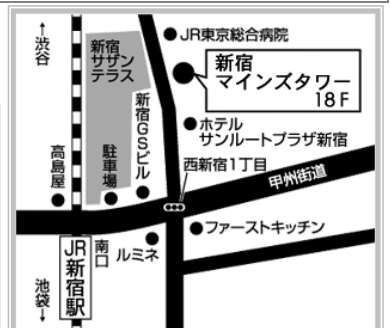 ←渋谷
新宿
サザン
テラス
JR東京総合病院
新宿
マインズタワー
18F
ホテル
サンルートプラザ新宿
新宿GSビル
西新宿1丁目
高島屋
駐車場
甲州街道
ファーストキッチン
ルミネ
南口
JR新宿駅
池袋→